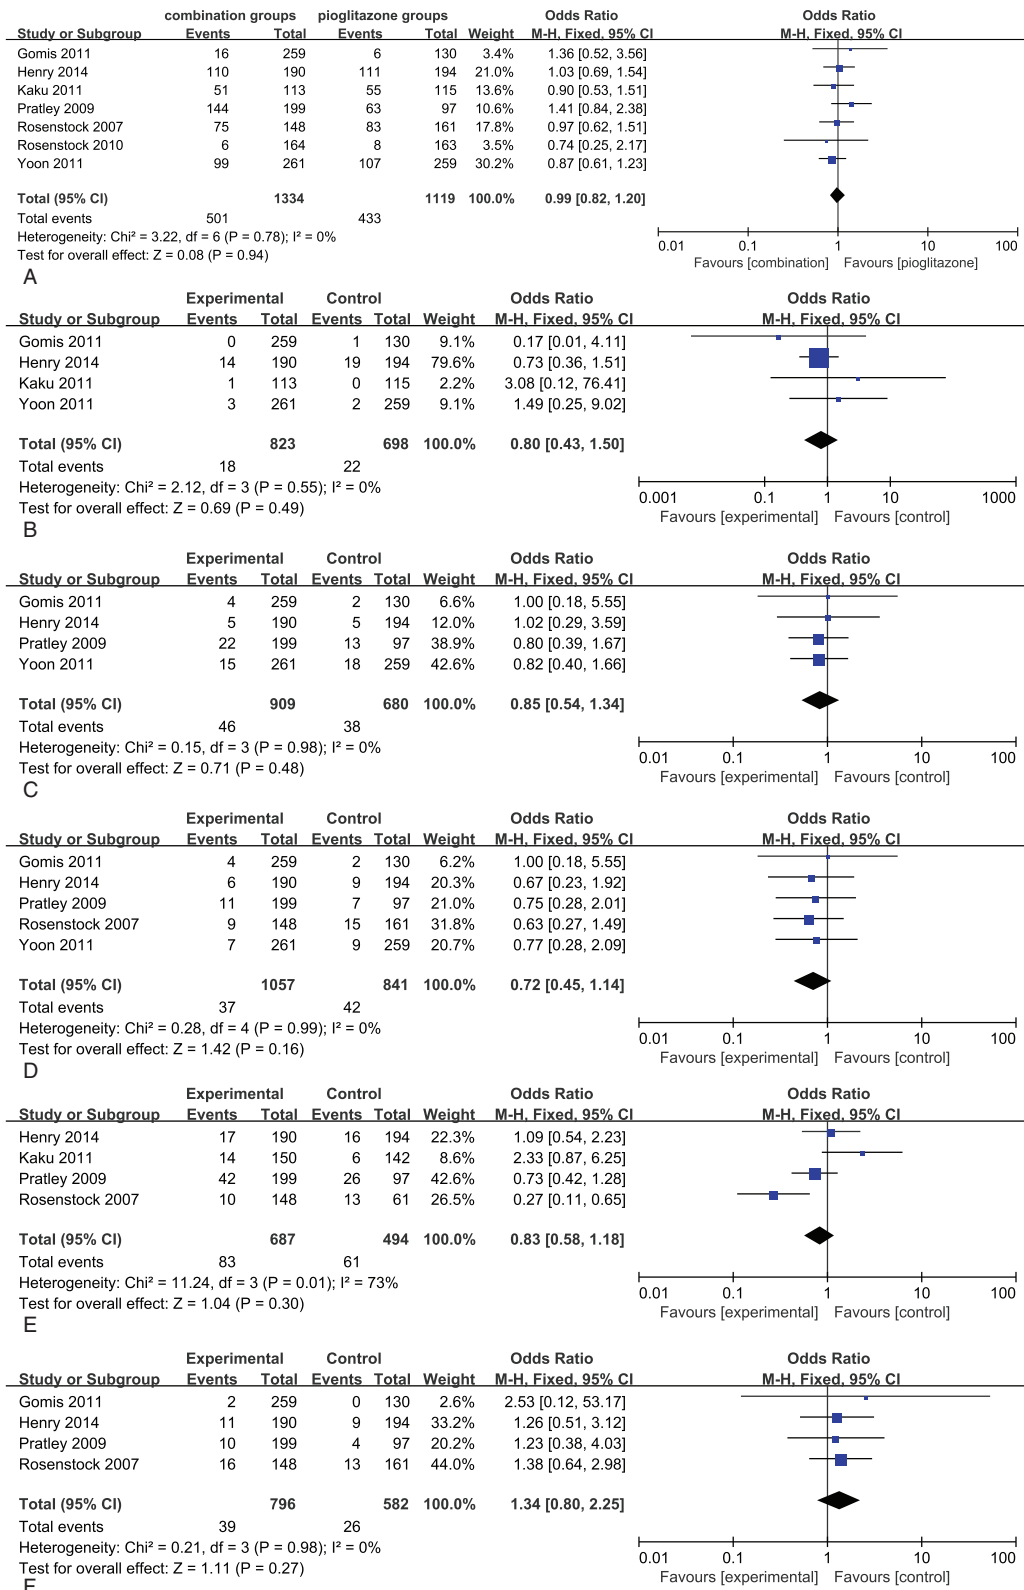 combination groups pioglitazone groups Odds Ratio Odds Ratio
Study or Subgroup Events Total Events Total Weight M-H, Fixed, 95% CI M-H, Fixed, 95% CI
Gomis 2011 16 259 6 130 3.4% 1.36 [0.52, 3.56]
Henry 2014 110 190 111 194 21.0% 1.03 [0.69, 1.54]
Kaku 2011 51 113 55 115 13.6% 0.90 [0.53, 1.51]
Pratley 2009 144 199 63 97 10.6% 1.41 [0.84, 2.38]
Rosenstock 2007 75 148 83 161 17.8% 0.97 [0.62, 1.51]
Rosenstock 2010 6 164 8 163 3.5% 0.74 [0.25, 2.17]
Yoon 2011 99 261 107 259 30.2% 0.87 [0.61, 1.23]
Total (95% CI) 1334 1119 100.0% 0.99 [0.82, 1.20]
Total events 501 433
Heterogeneity: Chi² = 3.22, df = 6 (P = 0.78); I² = 0%
Test for overall effect: Z = 0.08 (P = 0.94)
0.01 0.1 1 10 100
Favours [combination] Favours [pioglitazone]
A
Experimental Control Odds Ratio Odds Ratio
Study or Subgroup Events Total Events Total Weight M-H, Fixed, 95% CI M-H, Fixed, 95% CI
Gomis 2011 0 259 1 130 9.1% 0.17 [0.01, 4.11]
Henry 2014 14 190 19 194 79.6% 0.73 [0.36, 1.51]
Kaku 2011 1 113 0 115 2.2% 3.08 [0.12, 76.41]
Yoon 2011 3 261 2 259 9.1% 1.49 [0.25, 9.02]
Total (95% CI) 823 698 100.0% 0.80 [0.43, 1.50]
Total events 18 22
Heterogeneity: Chi² = 2.12, df = 3 (P = 0.55); I² = 0%
Test for overall effect: Z = 0.69 (P = 0.49)
0.001 0.1 1 10 1000
Favours [experimental] Favours [control]
B
Experimental Control Odds Ratio Odds Ratio
Study or Subgroup Events Total Events Total Weight M-H, Fixed, 95% CI M-H, Fixed, 95% CI
Gomis 2011 4 259 2 130 6.6% 1.00 [0.18, 5.55]
Henry 2014 5 190 5 194 12.0% 1.02 [0.29, 3.59]
Pratley 2009 22 199 13 97 38.9% 0.80 [0.39, 1.67]
Yoon 2011 15 261 18 259 42.6% 0.82 [0.40, 1.66]
Total (95% CI) 909 680 100.0% 0.85 [0.54, 1.34]
Total events 46 38
Heterogeneity: Chi² = 0.15, df = 3 (P = 0.98); I² = 0%
Test for overall effect: Z = 0.71 (P = 0.48)
0.01 0.1 1 10 100
Favours [experimental] Favours [control]
C
Experimental Control Odds Ratio Odds Ratio
Study or Subgroup Events Total Events Total Weight M-H, Fixed, 95% CI M-H, Fixed, 95% CI
Gomis 2011 4 259 2 130 6.2% 1.00 [0.18, 5.55]
Henry 2014 6 190 9 194 20.3% 0.67 [0.23, 1.92]
Pratley 2009 11 199 7 97 21.0% 0.75 [0.28, 2.01]
Rosenstock 2007 9 148 15 161 31.8% 0.63 [0.27, 1.49]
Yoon 2011 7 261 9 259 20.7% 0.77 [0.28, 2.09]
Total (95% CI) 1057 841 100.0% 0.72 [0.45, 1.14]
Total events 37 42
Heterogeneity: Chi² = 0.28, df = 4 (P = 0.99); I² = 0%
Test for overall effect: Z = 1.42 (P = 0.16)
0.01 0.1 1 10 100
Favours [experimental] Favours [control]
D
Experimental Control Odds Ratio Odds Ratio
Study or Subgroup Events Total Events Total Weight M-H, Fixed, 95% CI M-H, Fixed, 95% CI
Henry 2014 17 190 16 194 22.3% 1.09 [0.54, 2.23]
Kaku 2011 14 150 6 142 8.6% 2.33 [0.87, 6.25]
Pratley 2009 42 199 26 97 42.6% 0.73 [0.42, 1.28]
Rosenstock 2007 10 148 13 61 26.5% 0.27 [0.11, 0.65]
Total (95% CI) 687 494 100.0% 0.83 [0.58, 1.18]
Total events 83 61
Heterogeneity: Chi² = 11.24, df = 3 (P = 0.01); I² = 73%
Test for overall effect: Z = 1.04 (P = 0.30)
0.01 0.1 1 10 100
Favours [experimental] Favours [control]
E
Experimental Control Odds Ratio Odds Ratio
Study or Subgroup Events Total Events Total Weight M-H, Fixed, 95% CI M-H, Fixed, 95% CI
Gomis 2011 2 259 0 130 2.6% 2.53 [0.12, 53.17]
Henry 2014 11 190 9 194 33.2% 1.26 [0.51, 3.12]
Pratley 2009 10 199 4 97 20.2% 1.23 [0.38, 4.03]
Rosenstock 2007 16 148 13 161 44.0% 1.38 [0.64, 2.98]
Total (95% CI) 796 582 100.0% 1.34 [0.80, 2.25]
Total events 39 26
Heterogeneity: Chi² = 0.21, df = 3 (P = 0.98); I² = 0%
Test for overall effect: Z = 1.11 (P = 0.27)
0.01 0.1 1 10 100
Favours [experimental] Favours [control]